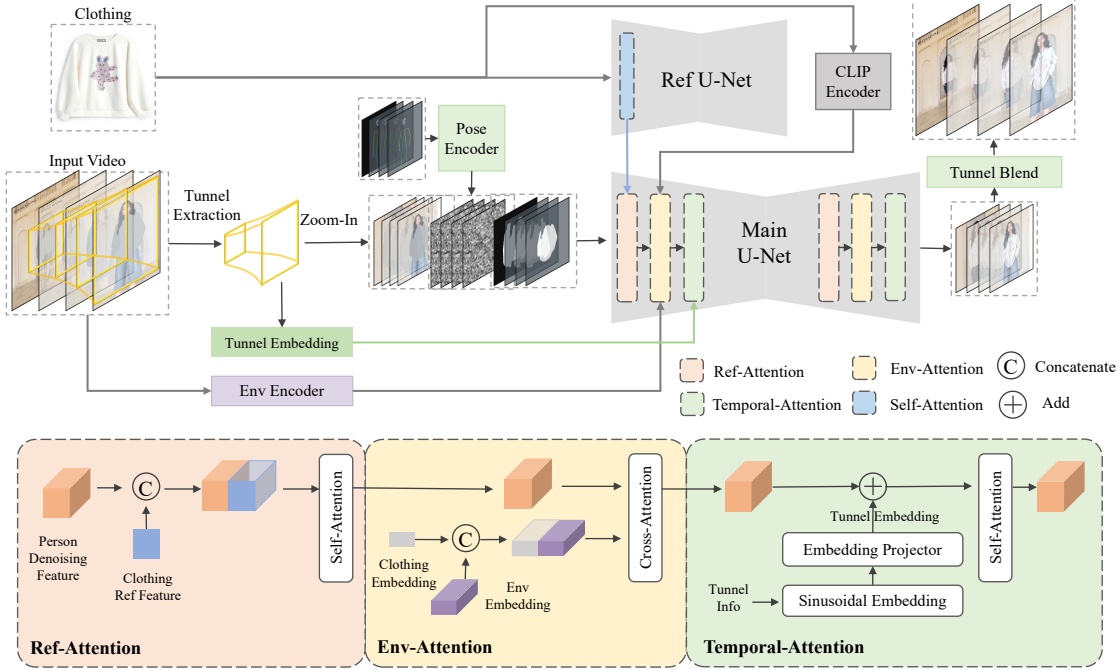 Clothing
Ref U-Net
CLIP
Encoder
Pose
Encoder
Input Video
Tunnel
Extraction
Zoom-In
Tunnel Blend
Main
U-Net
Tunnel Embedding
Env Encoder
Ref-Attention
Env-Attention
C
Concatenate
Temporal-Attention
Self-Attention
Add
C
Person
Denoising
Feature
Clothing
Ref Feature
Self-Attention
Ref-Attention
Clothing
Embedding
C
Env
Embedding
Cross-Attention
Env-Attention
Tunnel Embedding
Embedding Projector
Tunnel
Info
Sinusoidal Embedding
Self-Attention
Temporal-Attention